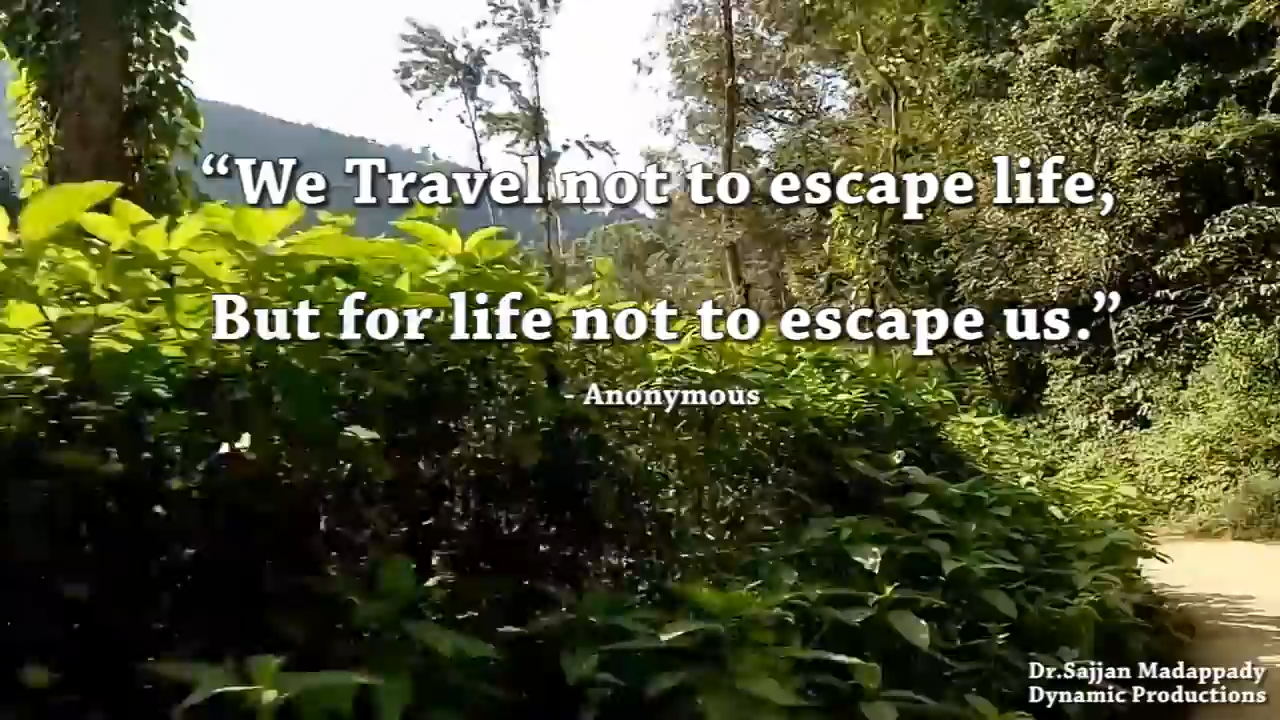 “We Travel not to escape life,
But for life not to escape us.”
- Anonymous
Dr.Sajjan Madappady
Dynamic Productions